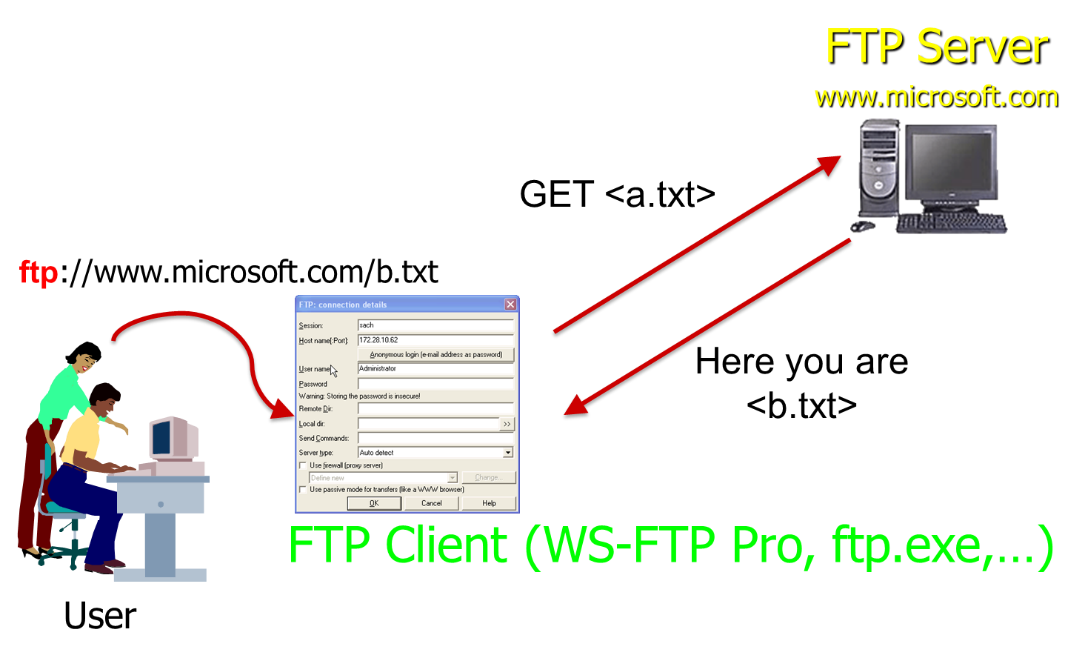 FTP Server
www.microsoft.com
GET <a.txt>
ftp://www.microsoft.com/b.txt
FTP: connection details
Session: sach
Host name[:Port]: 172.28.10.62
Anonymous login (e-mail address as password)
User name: Administrator
Password
Warning: Storing the password is insecure!
Remote Dir:
Local dir: >>
Send Commands:
Server type: Auto detect
Use firewall (proxy server)
Define new Change...
Use passive mode for transfers (like a WWW browser)
OK Cancel Help
Here you are
<b.txt>
FTP Client (WS-FTP Pro, ftp.exe,…)
User